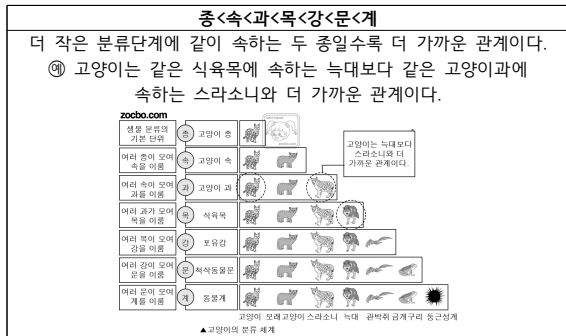 종<속<과<목<강<문<계
더 작은 분류단계에 같이 속하는 두 종일수록 더 가까운 관계이다.
예 고양이는 같은 식육목에 속하는 늑대보다 같은 고양이과에
속하는 스라소니와 더 가까운 관계이다.
zocbo.com
생물 분류의
기본 단위
종
고양이 종
여러 종이 모여
속을 이룸
속
고양이 속
고양이는 늑대보다
스라소니와 더
가까운 관계이다.
여러 속이 모여
과를 이룸
과
고양이 과
여러 과가 모여
목을 이룸
목
식육목
여러 목이 모여
강을 이룸
강
포유강
여러 강이 모여
문을 이룸
문
척삭동물문
여러 문이 모여
계를 이룸
계
동물계
고양이 모래고양이 스라소니 늑대 관박쥐 금개구리 둥근성게
▲고양이의 분류 체계